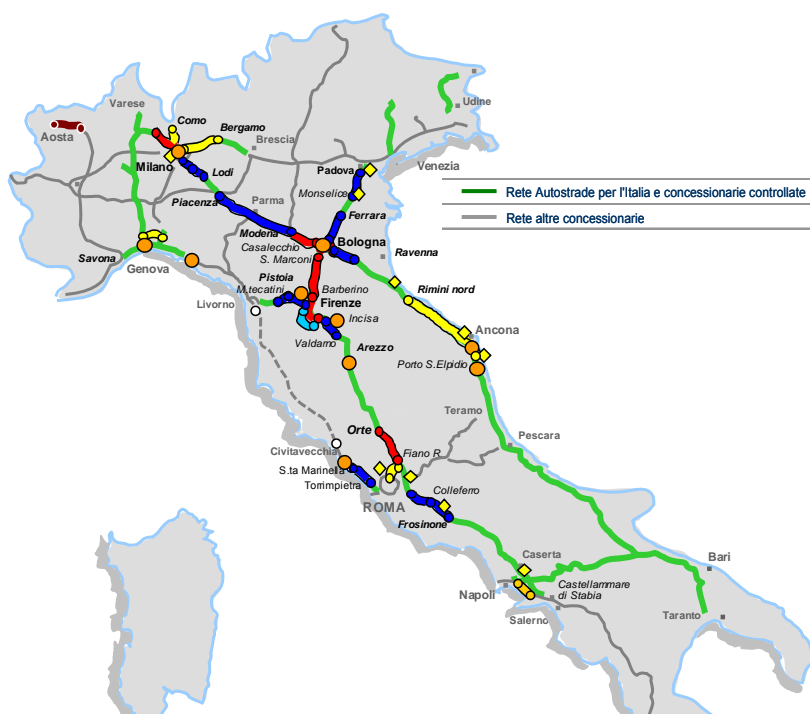 Udine
Varese
Como
Bergamo
Brescia
Aosta
Milano
Padova
Venezia
Lodi
Monselice
Rete Autostrade per l'Italia e concessionarie controllate
Piacenza
Parma
Rete altre concessionarie
Ferrara
Modena
Bologna
Casalecchio
S. Marconi
Ravenna
Savona
Genova
Pistoia
M.tecatini
Barberino
Rimini nord
Livorno
Firenze
Incisa
Ancona
Valdarno
Arezzo
Porto S.Elpidio
Teramo
Orte
Pescara
Civitavecchia
Fiano R
S.ta Marinella
Torrimpietra
Colleferro
ROMA
Frosinone
Caserta
Bari
Napoli
Castellammare
di Stabia
Salerno
Taranto